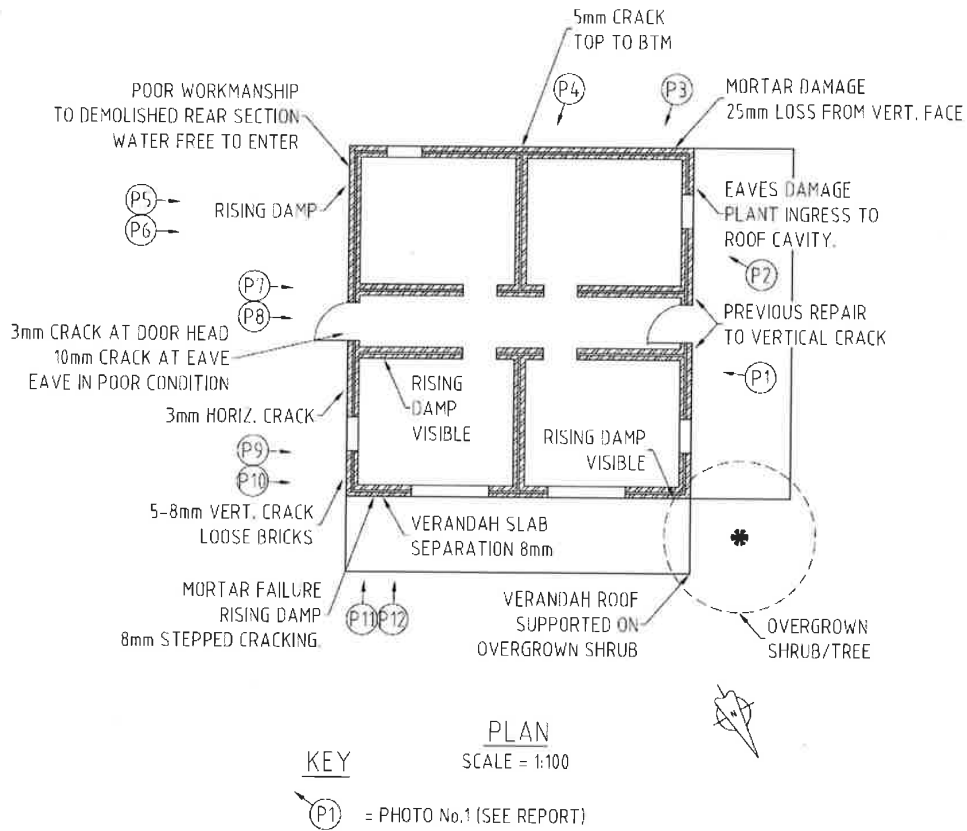 5mm CRACK
TOP TO BTM
P4
P3
POOR WORKMANSHIP
TO DEMOLISHED REAR SECTION
WATER FREE TO ENTER
MORTAR DAMAGE
25mm LOSS FROM VERT. FACE
P5
P6
RISING DAMP
EAVES DAMAGE
PLANT INGRESS TO
ROOF CAVITY.
P2
P7
P8
3mm CRACK AT DOOR HEAD
10mm CRACK AT EAVE
EAVE IN POOR CONDITION
PREVIOUS REPAIR
TO VERTICAL CRACK
P1
3mm HORIZ. CRACK
RISING
DAMP
VISIBLE
RISING DAMP
VISIBLE
P9
P10
5-8mm VERT. CRACK
LOOSE BRICKS
VERANDAH SLAB
SEPARATION 8mm
MORTAR FAILURE
RISING DAMP
8mm STEPPED CRACKING.
P11
P12
VERANDAH ROOF
SUPPORTED ON
OVERGROWN SHRUB
OVERGROWN
SHRUB/TREE
N
PLAN
SCALE = 1:100
KEY
P1 = PHOTO No.1 (SEE REPORT)